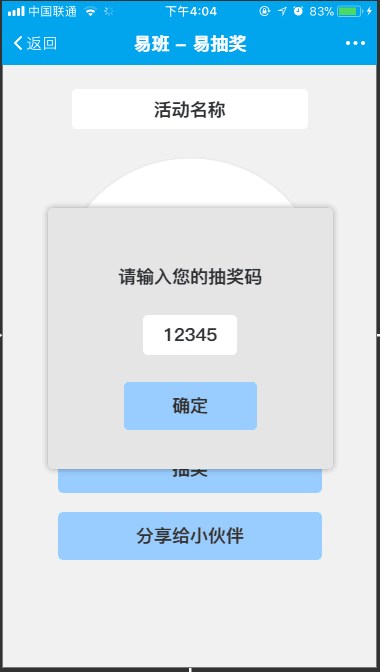 中国联通 下午4:04 83%
返回 易班 – 易抽奖
活动名称
请输入您的抽奖码
12345
确定
抽奖
分享给小伙伴